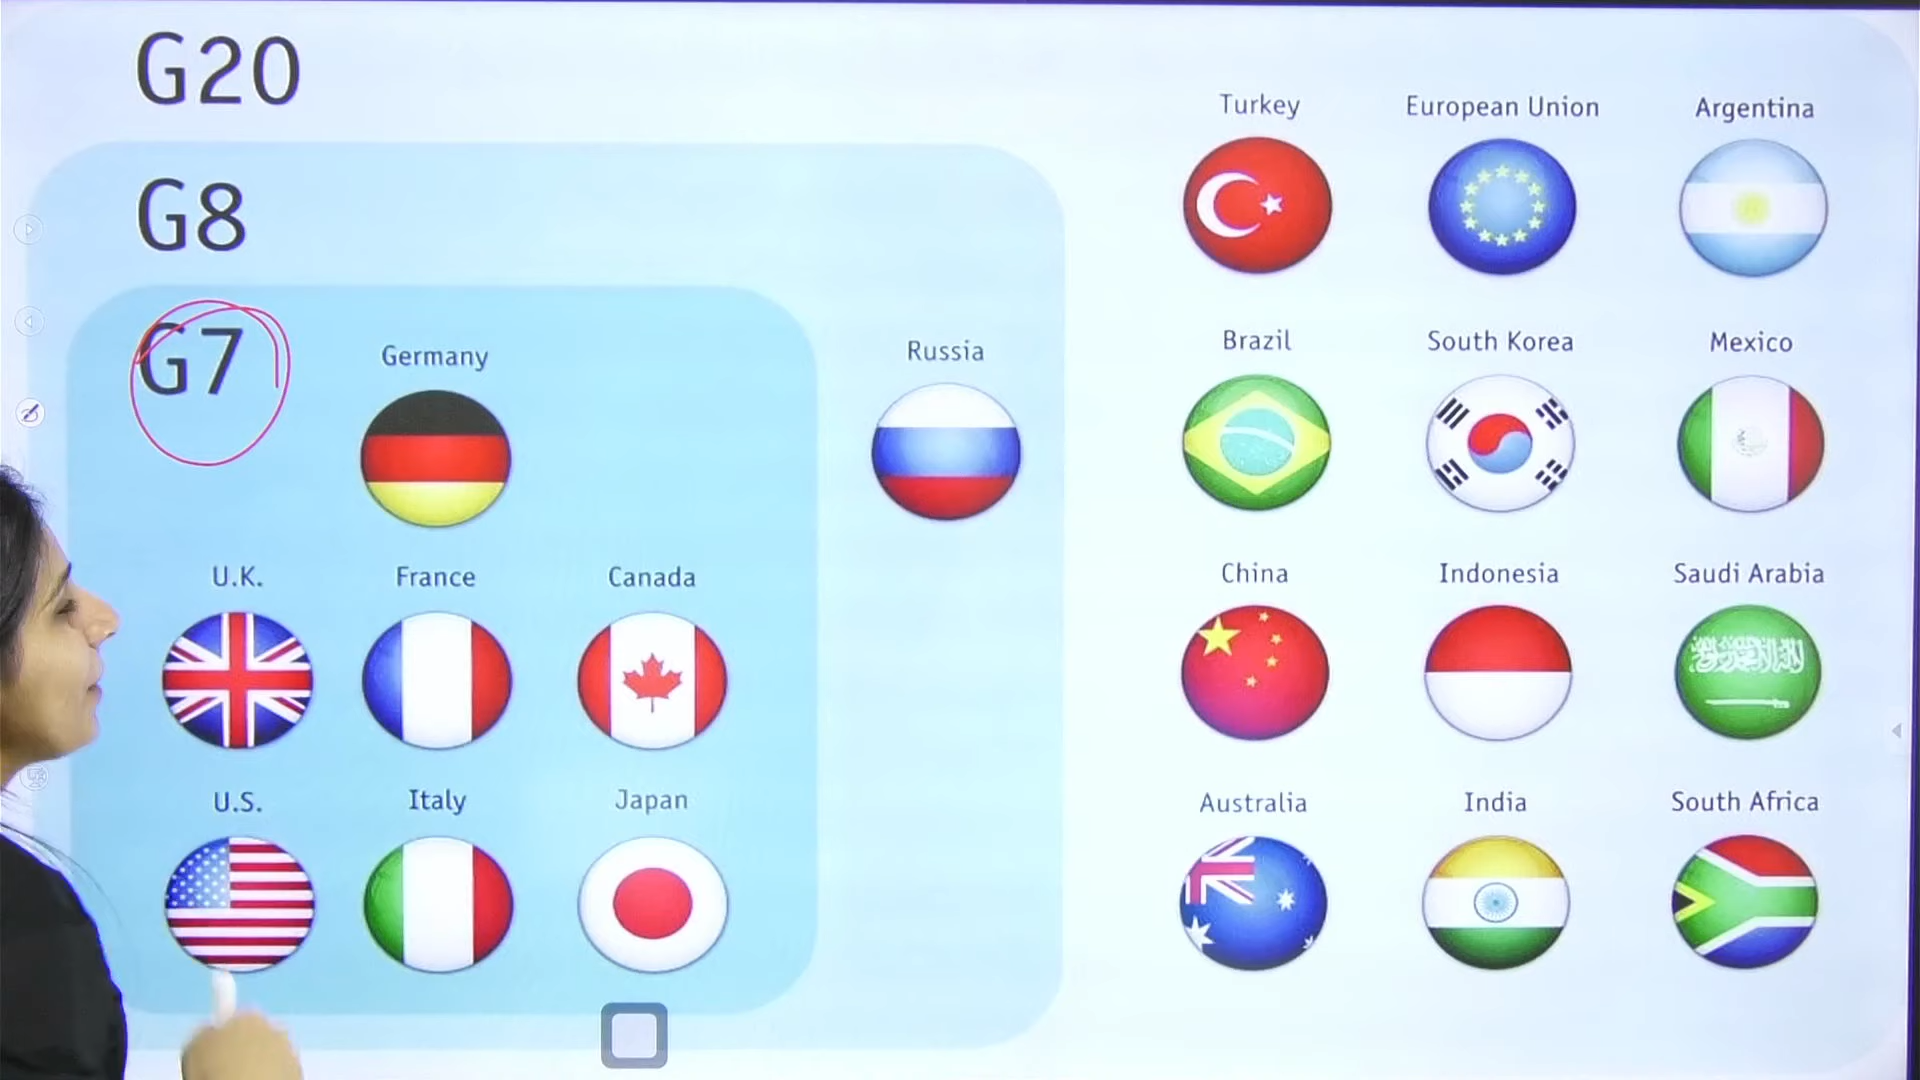 G20
Turkey
European Union
Argentina
G8
G7
Germany
Russia
Brazil
South Korea
Mexico
U.K.
France
Canada
China
Indonesia
Saudi Arabia
U.S.
Italy
Japan
Australia
India
South Africa